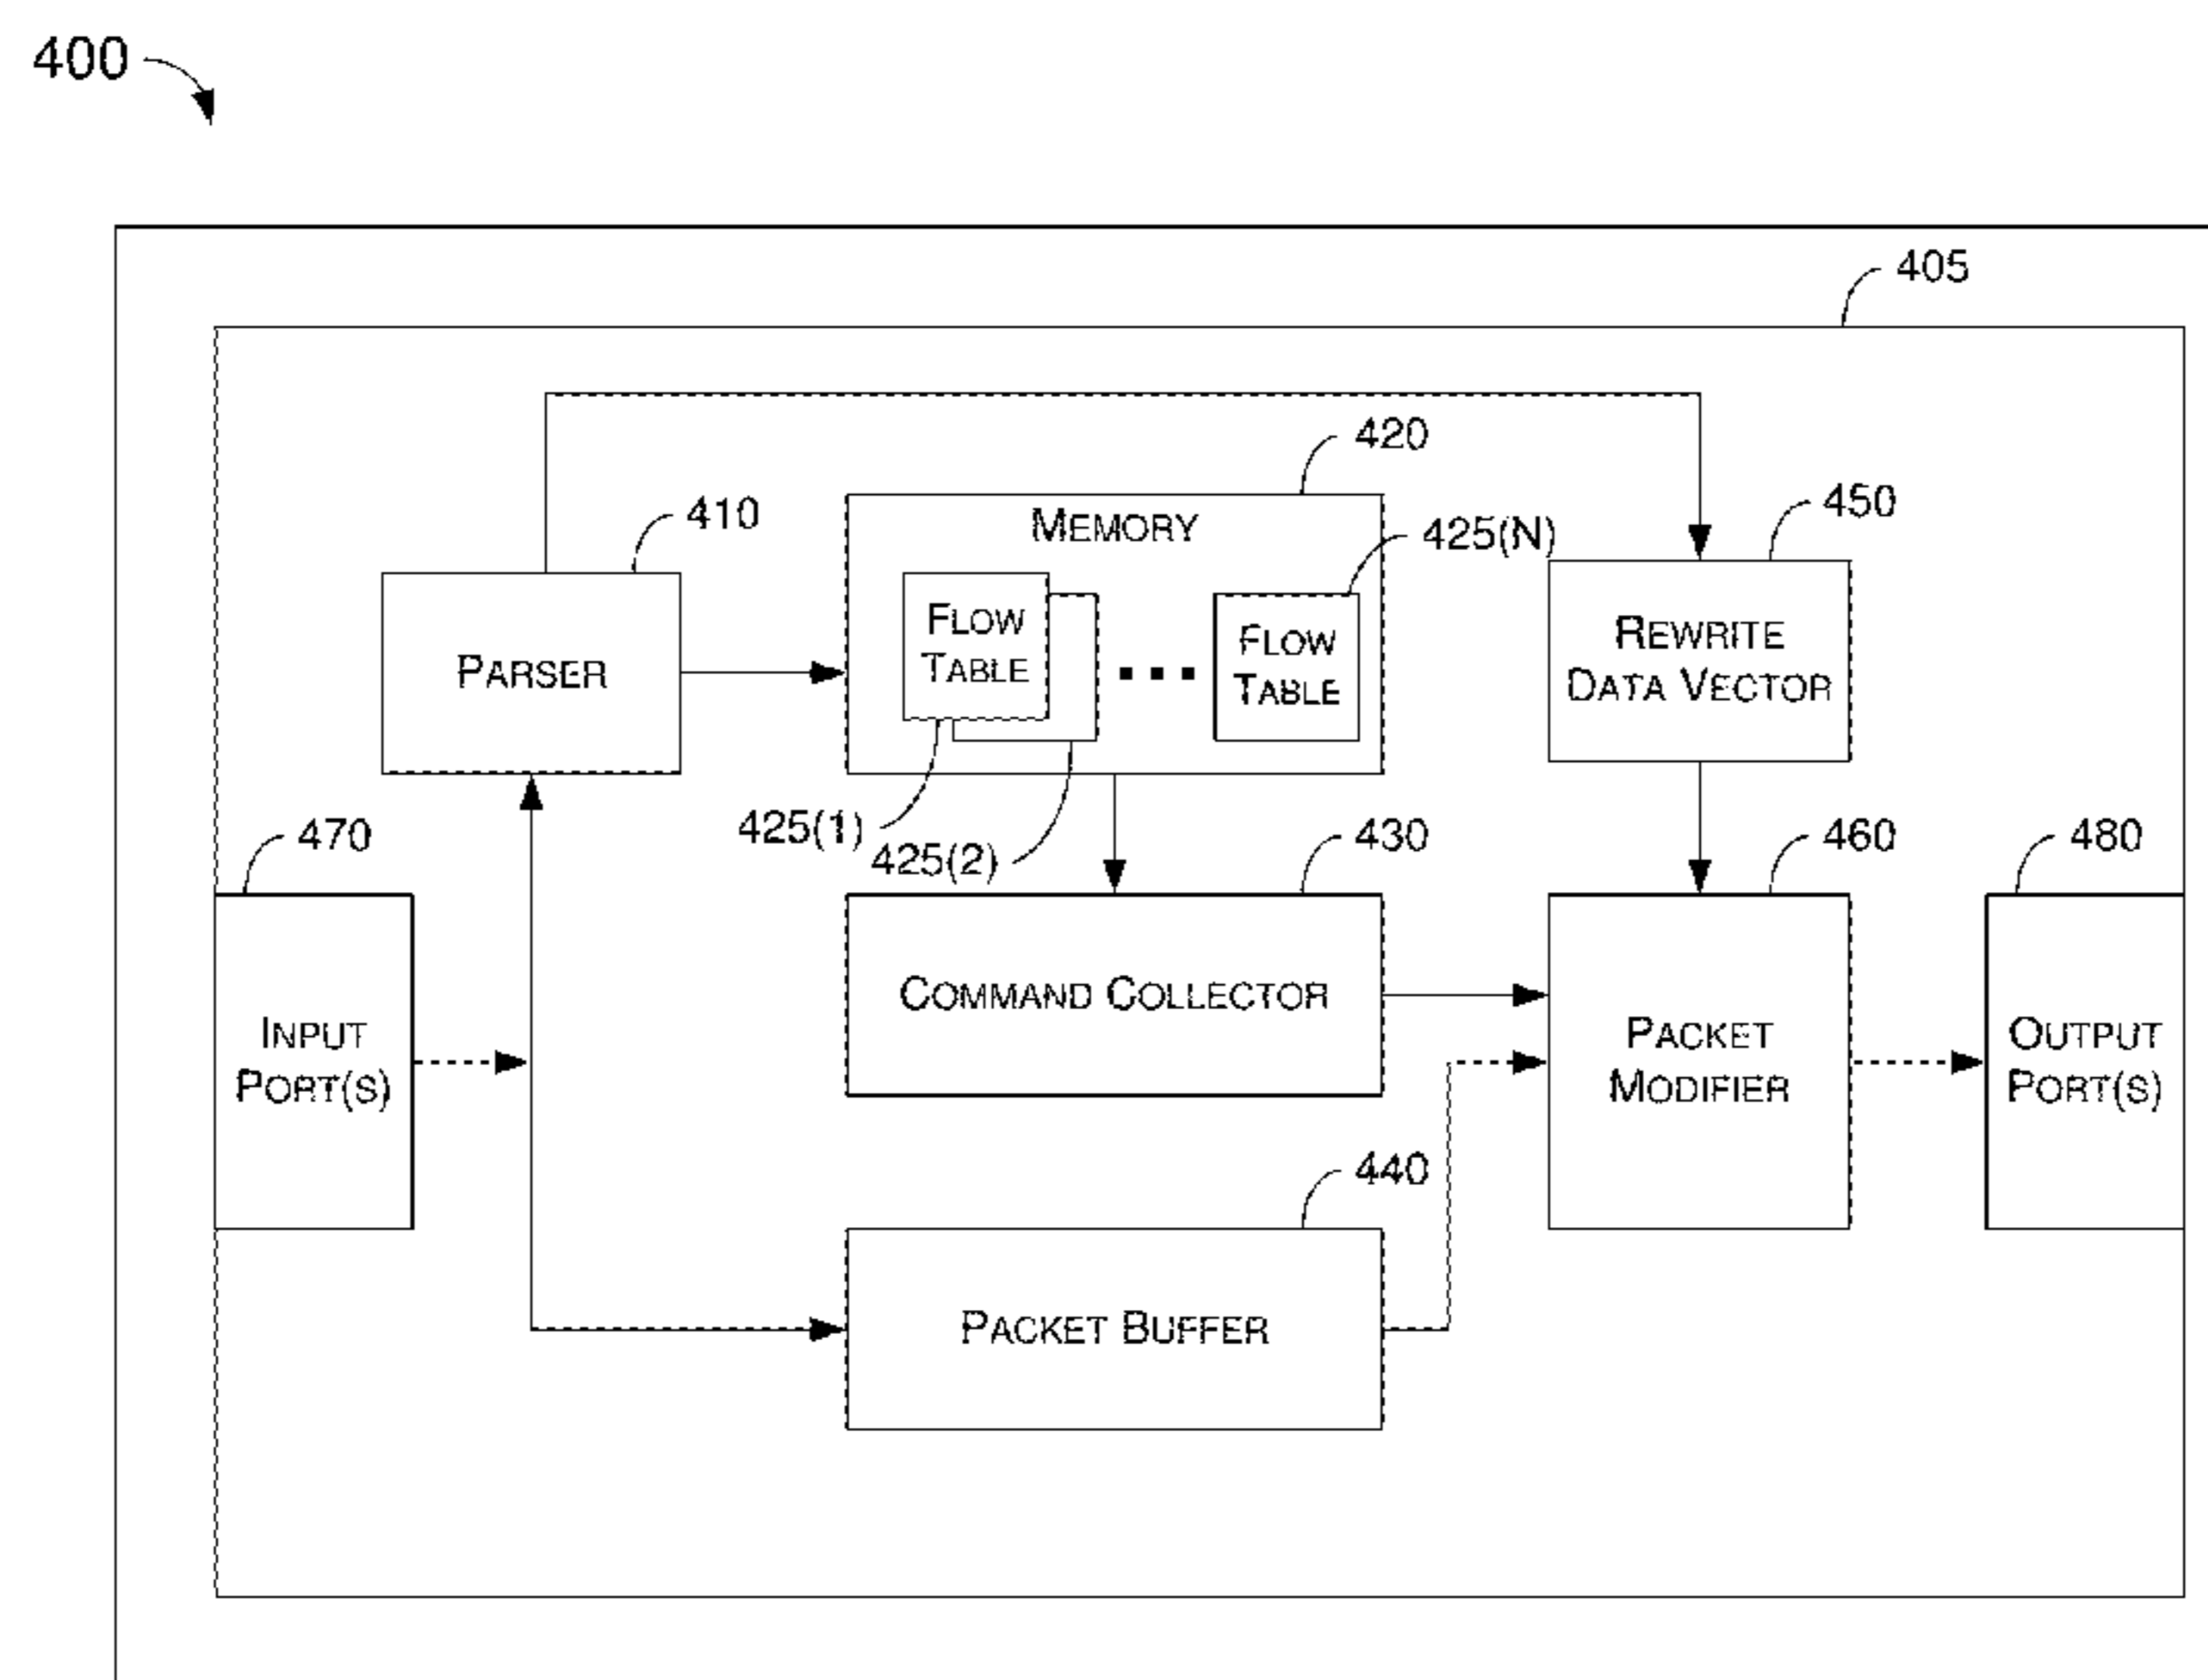 400
405
420
410
MEMORY
425(N)
450
FLOW
TABLE
FLOW
TABLE
PARSER
REWRITE
DATA VECTOR
425(1)
425(2)
470
430
460
480
INPUT
PORT(S)
COMMAND COLLECTOR
PACKET
MODIFIER
OUTPUT
PORT(S)
440
PACKET BUFFER